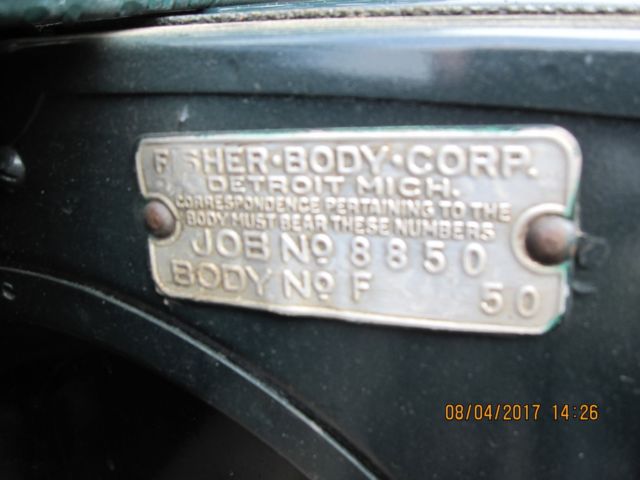 FISHER·BODY·CORP.
DETROIT MICH.
CORRESPONDENCE PERTAINING TO THE
BODY MUST BEAR THESE NUMBERS
JOB No 8850
BODY No F 50
08/04/2017 14:26